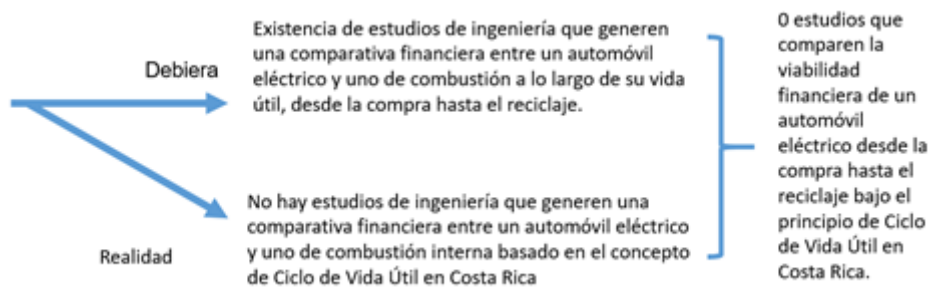 Debiera
Existencia de estudios de ingeniería que generen
una comparativa financiera entre un automóvil
eléctrico y uno de combustión a lo largo de su vida
útil, desde la compra hasta el reciclaje.
Realidad
No hay estudios de ingeniería que generen una
comparativa financiera entre un automóvil eléctrico
y uno de combustión interna basado en el concepto
de Ciclo de Vida Útil en Costa Rica
0 estudios que
comparen la
viabilidad
financiera de un
automóvil
eléctrico desde la
compra hasta el
reciclaje bajo el
principio de Ciclo
de Vida Útil en
Costa Rica.